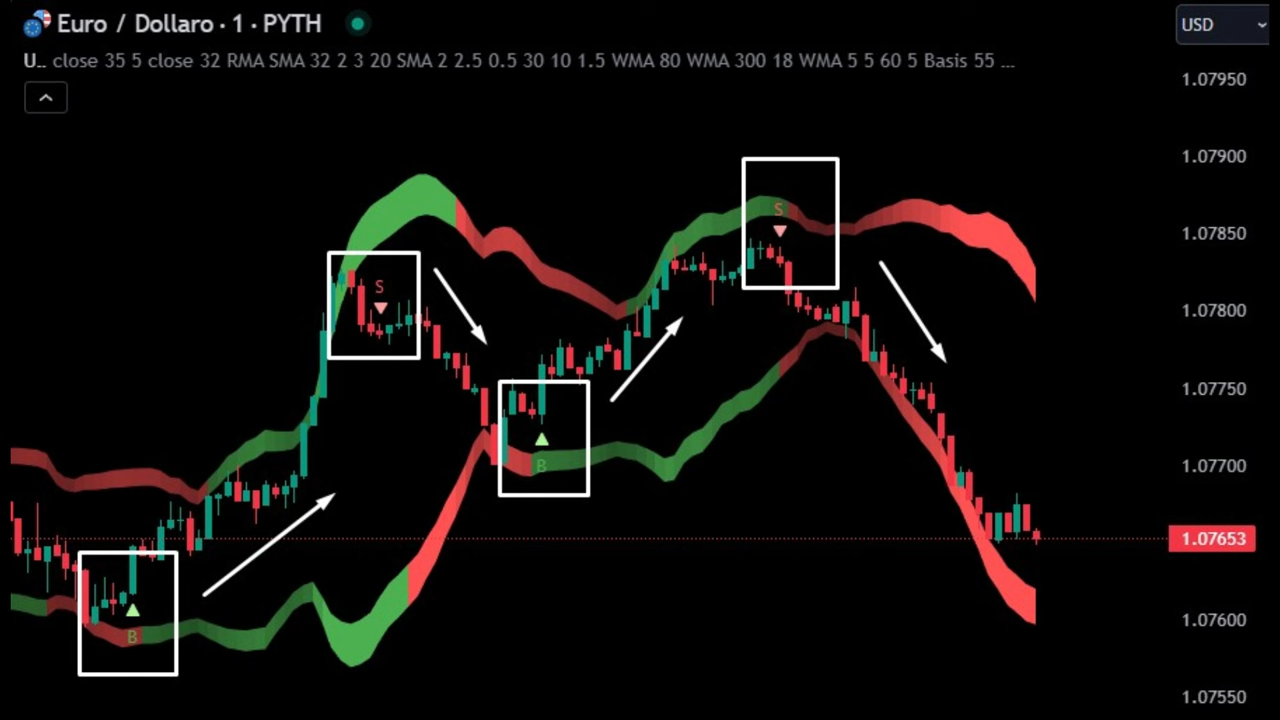 Euro / Dollaro · 1 · PYTH
USD
U.. close 35 5 close 32 RMA SMA 32 2 3 20 SMA 2 2.5 0.5 30 10 1.5 WMA 80 WMA 300 18 WMA 5 5 60 5 Basis 55 ...
1.07950
1.07900
1.07850
S
S
1.07800
1.07750
1.07700
B
1.07653
1.07600
B
1.07550